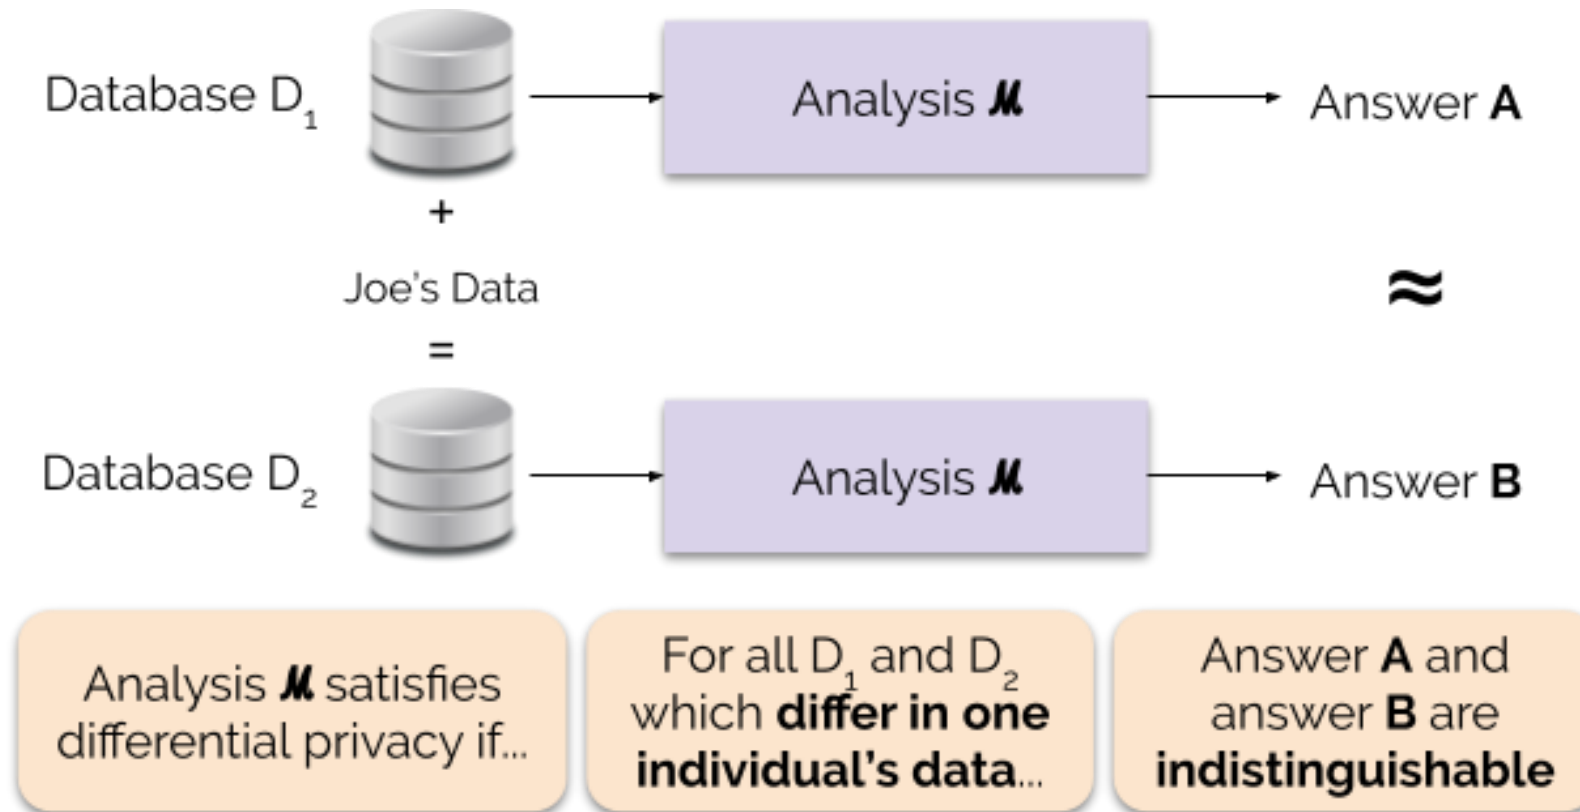 Database D₁
Analysis 𝓜
Answer A
+
Joe's Data
=
≈
Database D₂
Analysis 𝓜
Answer B
Analysis 𝓜 satisfies
differential privacy if...
For all D₁ and D₂
which differ in one
individual's data...
Answer A and
answer B are
indistinguishable